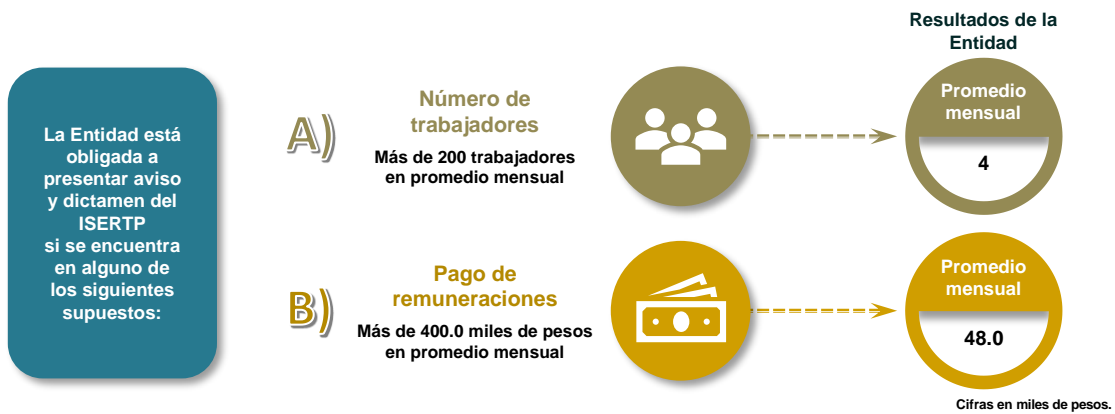 La Entidad está
obligada a
presentar aviso
y dictamen del
ISERTP
si se encuentra
en alguno de
los siguientes
supuestos:
A)
Número de
trabajadores
Más de 200 trabajadores
en promedio mensual
Resultados de la
Entidad
Promedio
mensual
4
B)
Pago de
remuneraciones
Más de 400.0 miles de pesos
en promedio mensual
Promedio
mensual
48.0
Cifras en miles de pesos.